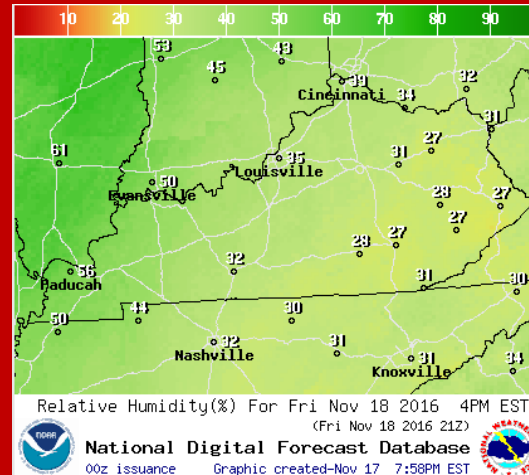 10 20 30 40 50 60 70 80 90
53
43
45
39
32
Cincinnati
34
31
27
61
35
31
Louisville
50
Evansville
28
27
27
27
28
56
32
31
30
Paducah
50
44
30
32
31
31
34
Nashville
Knoxville
Relative Humidity(%) For Fri Nov 18 2016 4PM EST
(Fri Nov 18 2016 21Z)
National Digital Forecast Database
00z issuance Graphic created-Nov 17 7:58PM EST
noaa